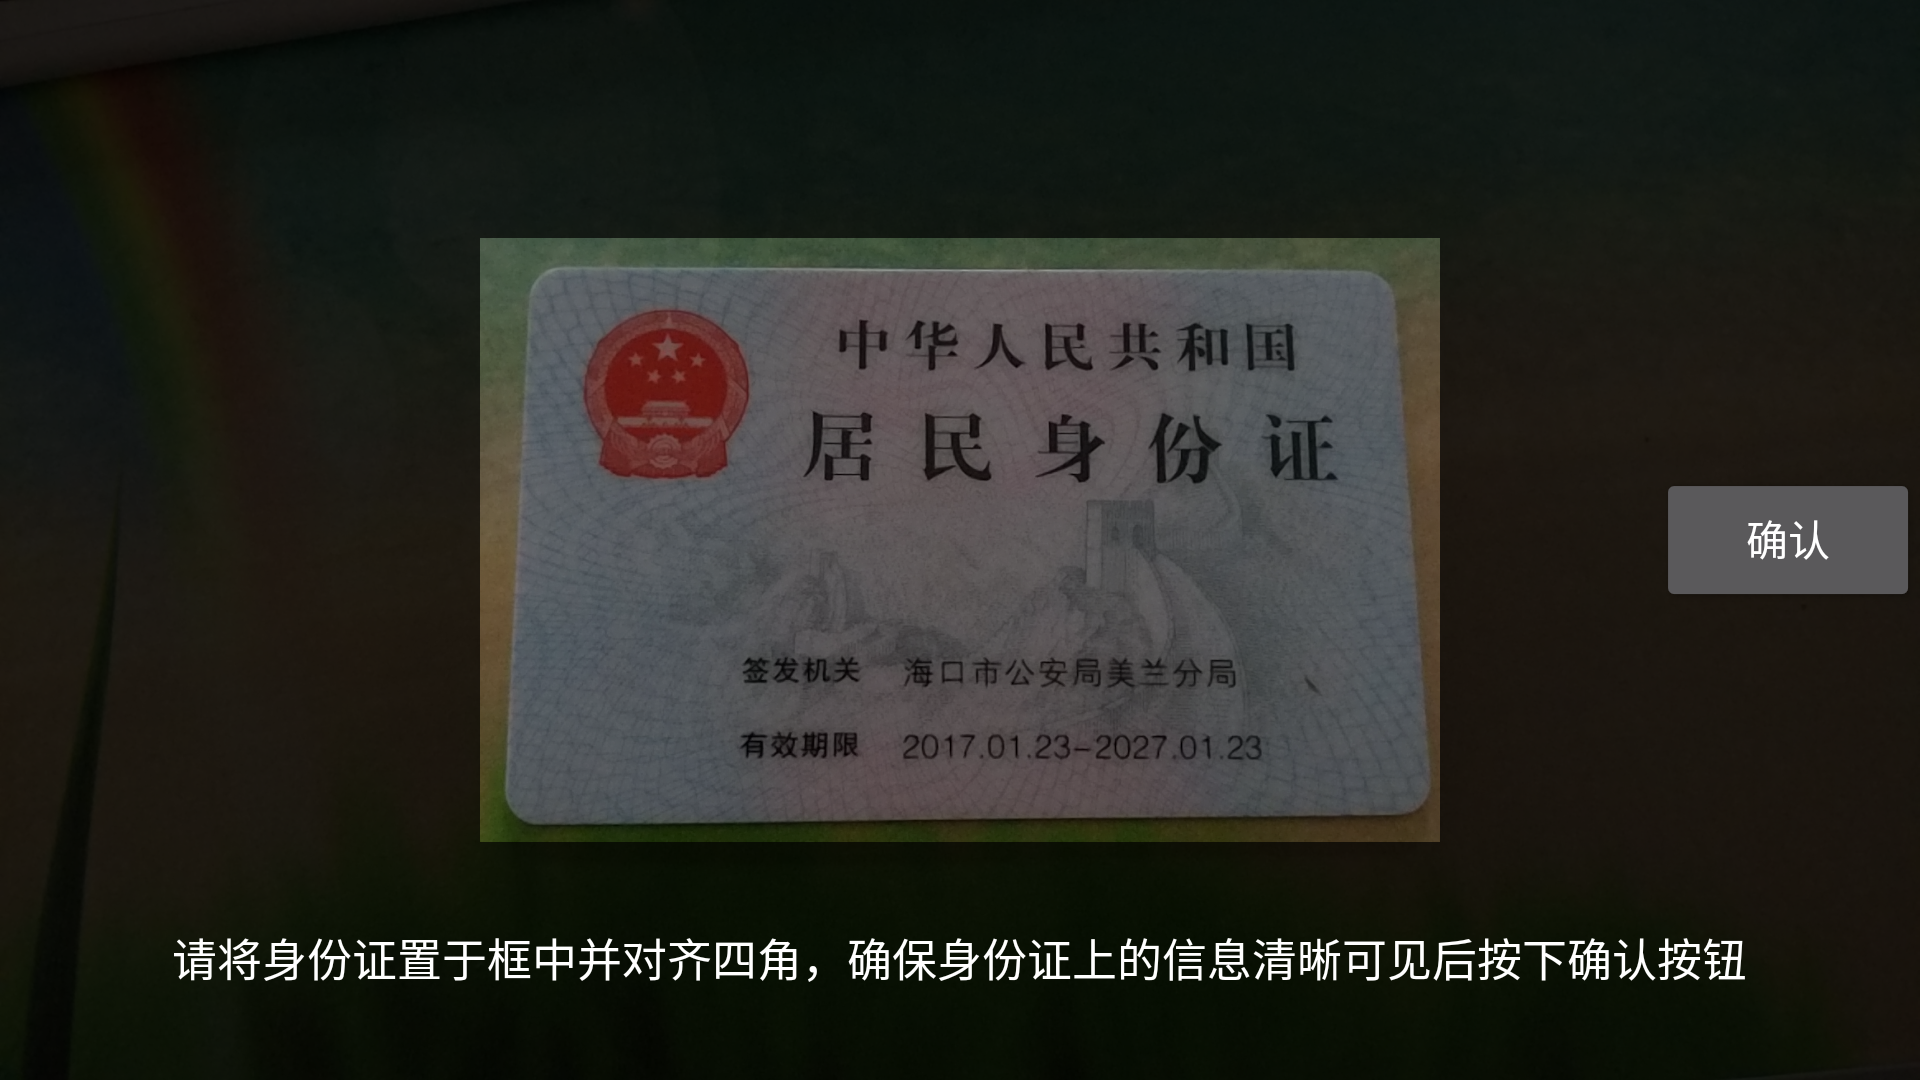 中华人民共和国
居民身份证
签发机关 海口市公安局美兰分局
有效期限 2017.01.23-2027.01.23
确认
请将身份证置于框中并对齐四角，确保身份证上的信息清晰可见后按下确认按钮